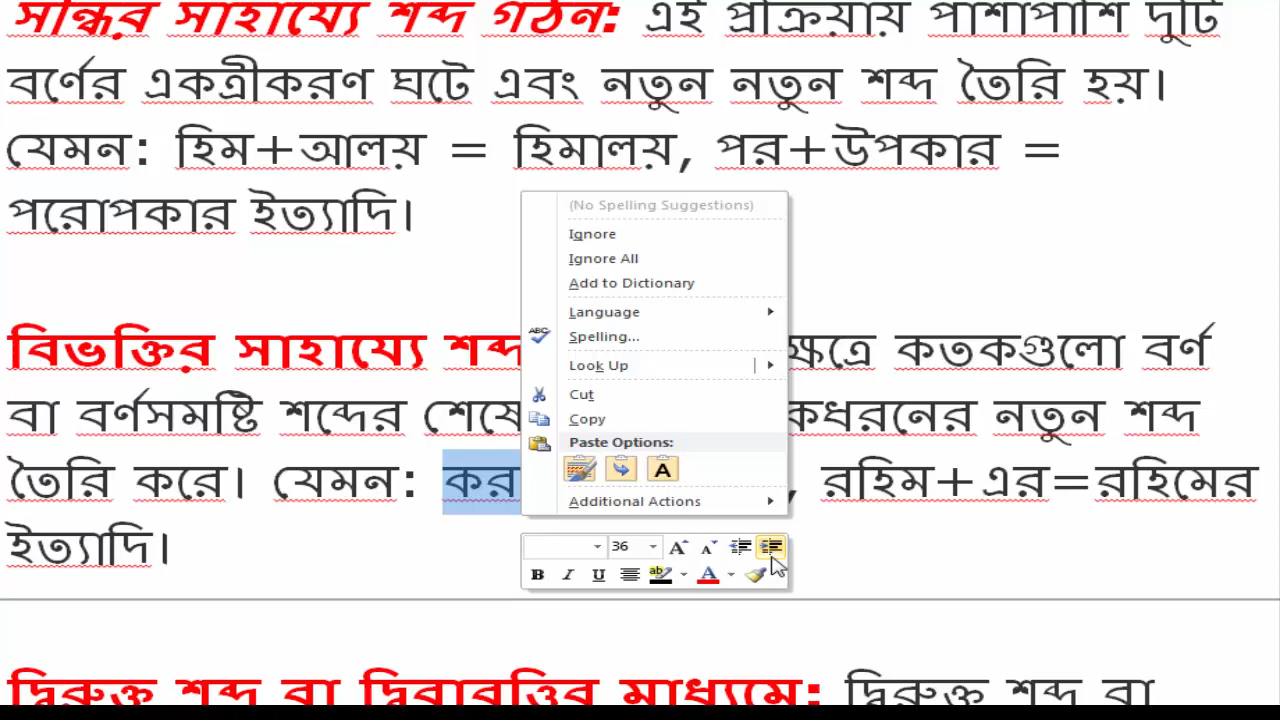 সন্ধির সাহায্যে শব্দ গঠন: এই প্রক্রিয়ায় পাশাপাশি দুটি
বর্ণের একত্রীকরণ ঘটে এবং নতুন নতুন শব্দ তৈরি হয়।
যেমন: হিম+আলয় = হিমালয়, পর+উপকার =
পরোপকার ইত্যাদি।
(No Spelling Suggestions)
Ignore
Ignore All
Add to Dictionary
Language
Spelling...
Look Up
Cut
Copy
Paste Options:
Additional Actions
36
বিভক্তির সাহায্যে শব্দ কতকগুলো বর্ণ
বা বর্ণসমষ্টি শব্দের শেষে নতুন শব্দ
তৈরি করে। যেমন: কর , রহিম+এর=রহিমের
ইত্যাদি।
দ্বিরুক্ত শব্দ বা দ্বিরাবৃত্তির মাধ্যমে: দ্বিরুক্ত শব্দ বা